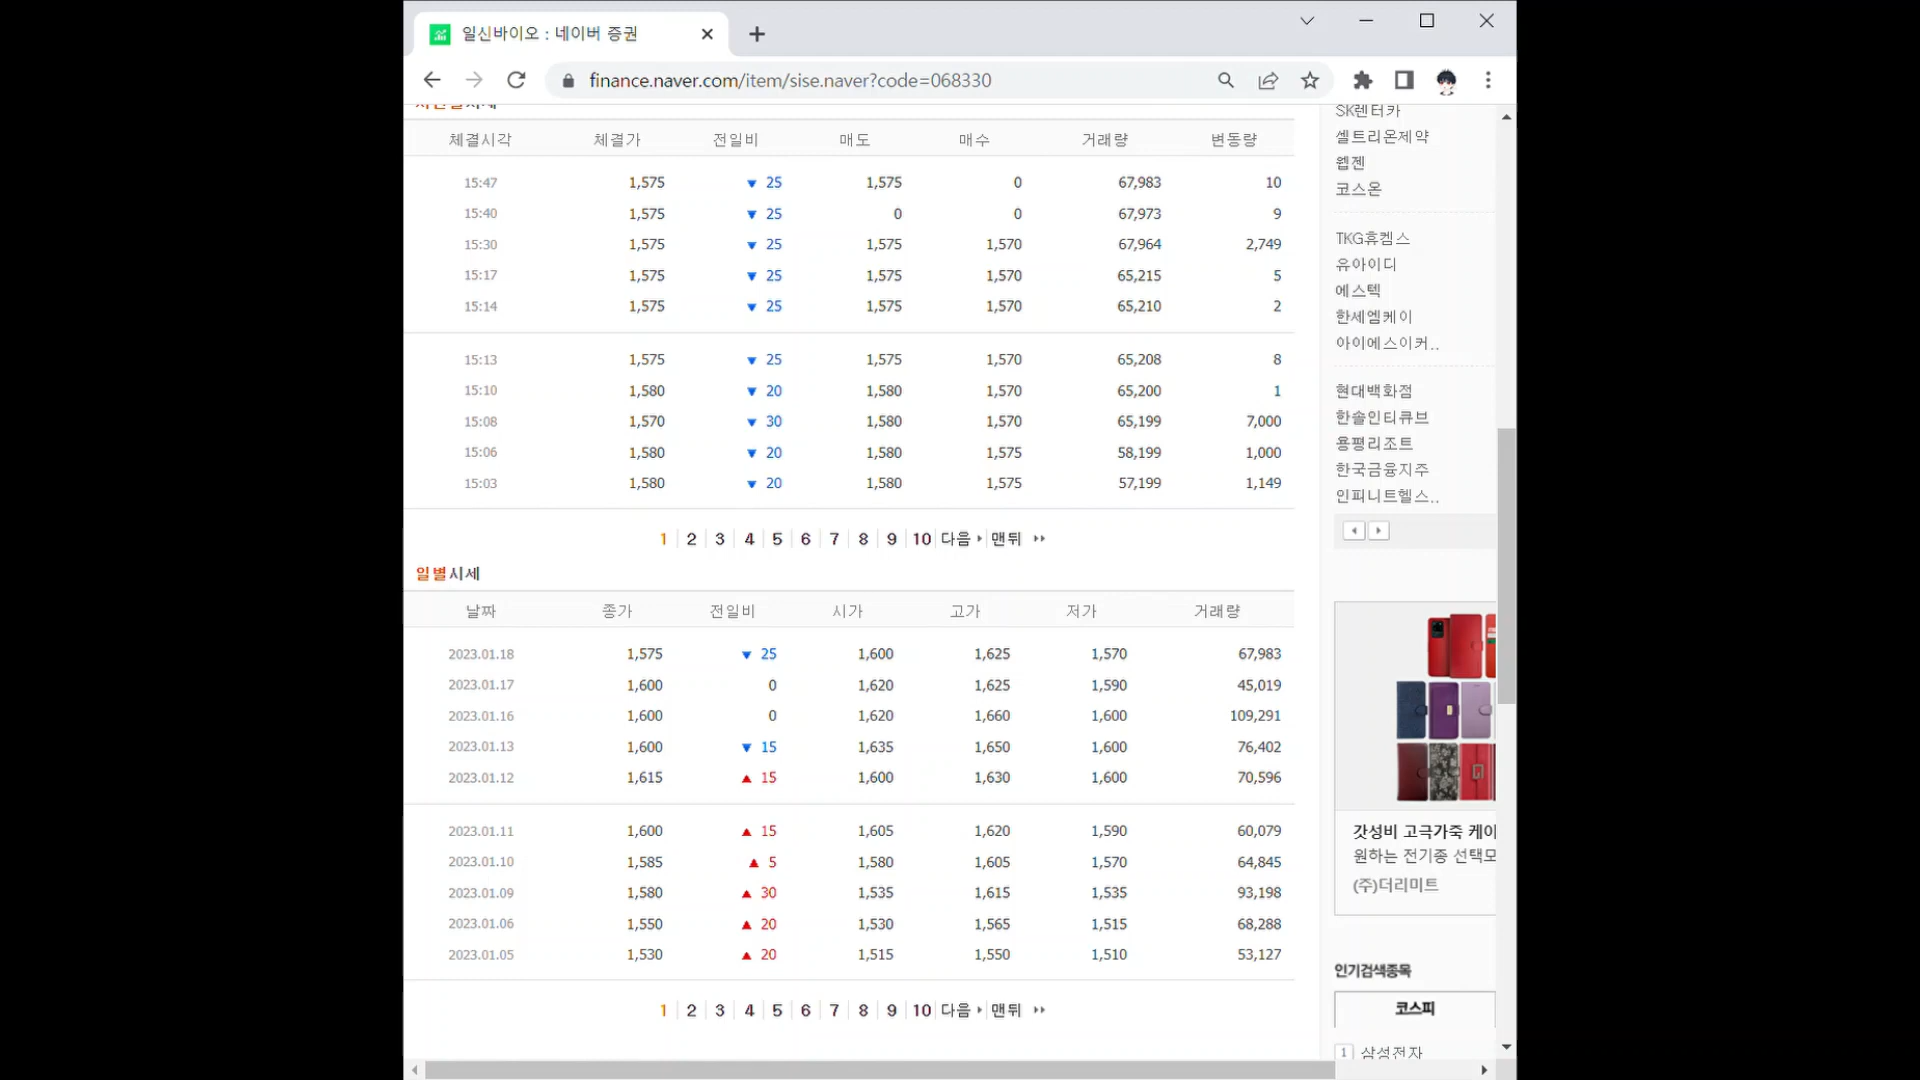 일신바이오 : 네이버 증권
finance.naver.com/item/sise.naver?code=068330
체결시각 체결가 전일비 매도 매수 거래량 변동량
15:47 1,575 ▼ 25 1,575 0 67,983 10
15:40 1,575 ▼ 25 0 0 67,973 9
15:30 1,575 ▼ 25 1,575 1,570 67,964 2,749
15:17 1,575 ▼ 25 1,575 1,570 65,215 5
15:14 1,575 ▼ 25 1,575 1,570 65,210 2
15:13 1,575 ▼ 25 1,575 1,570 65,208 8
15:10 1,580 ▼ 20 1,580 1,570 65,200 1
15:08 1,570 ▼ 30 1,580 1,570 65,199 7,000
15:06 1,580 ▼ 20 1,580 1,575 58,199 1,000
15:03 1,580 ▼ 20 1,580 1,575 57,199 1,149
1 2 3 4 5 6 7 8 9 10 다음 맨뒤
일별시세
날짜 종가 전일비 시가 고가 저가 거래량
2023.01.18 1,575 ▼ 25 1,600 1,625 1,570 67,983
2023.01.17 1,600 0 1,620 1,625 1,590 45,019
2023.01.16 1,600 0 1,620 1,660 1,600 109,291
2023.01.13 1,600 ▼ 15 1,635 1,650 1,600 76,402
2023.01.12 1,615 ▲ 15 1,600 1,630 1,600 70,596
2023.01.11 1,600 ▲ 15 1,605 1,620 1,590 60,079
2023.01.10 1,585 ▲ 5 1,580 1,605 1,570 64,845
2023.01.09 1,580 ▲ 30 1,535 1,615 1,535 93,198
2023.01.06 1,550 ▲ 20 1,530 1,565 1,515 68,288
2023.01.05 1,530 ▲ 20 1,515 1,550 1,510 53,127
1 2 3 4 5 6 7 8 9 10 다음 맨뒤
SK렌터카
셀트리온제약
웹젠
코스온
TKG휴켐스
유아이디
에스텍
한세엠케이
아이에스이커..
현대백화점
한솔인티큐브
용평리조트
한국금융지주
인피니트헬스..
갓성비 고극가죽 케이
원하는 전기종 선택모
(주)더리미트
인기검색종목
코스피
1 삼성전자